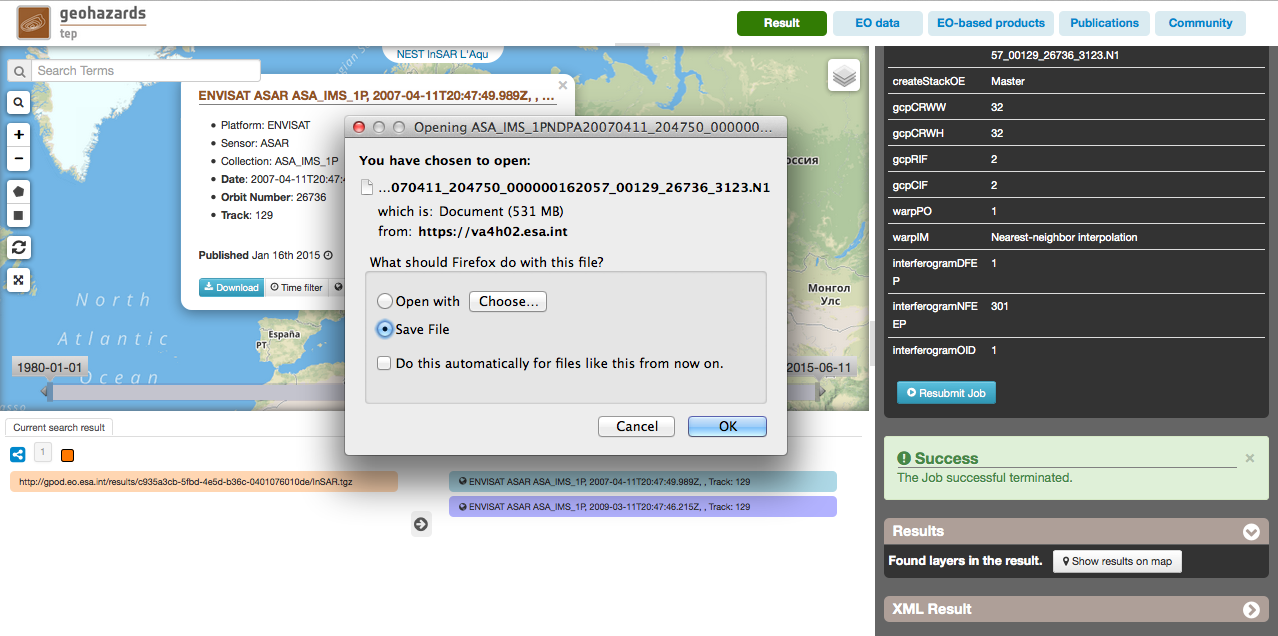 geohazards
tep
Result
EO data
EO-based products
Publications
Community
NEST InSAR L'Aqu
Search Terms
ENVISAT ASAR ASA_IMS_1P, 2007-04-11T20:47:49.989Z, , ...
Platform: ENVISAT
Sensor: ASAR
Collection: ASA_IMS_1P
Date: 2007-04-11T20:47:4
Orbit Number: 26736
Track: 129
Published Jan 16th 2015
Download
Time filter
North
Atlantic
Ocean
España
PT.
оссия
Монгол
Улс
1980-01-01
2015-06-11
Opening ASA_IMS_1PNDPA20070411_204750_000000...
You have chosen to open:
...070411_204750_000000162057_00129_26736_3123.N1
which is: Document (531 MB)
from: https://va4h02.esa.int
What should Firefox do with this file?
Open with
Choose...
Save File
Do this automatically for files like this from now on.
Cancel
OK
Current search result
1
http://gpod.eo.esa.int/results/c935a3cb-5fbd-4e5d-b36c-0401076010de/InSAR.tgz
ENVISAT ASAR ASA_IMS_1P, 2007-04-11T20:47:49.989Z, , Track: 129
ENVISAT ASAR ASA_IMS_1P, 2009-03-11T20:47:46.215Z, , Track: 129
57_00129_26736_3123.N1
createStackOE Master
gcpCRWW 32
gcpCRWH 32
gcpRIF 2
gcpCIF 2
warpPO 1
warpIM Nearest-neighbor interpolation
interferogramDFE 1
P
interferogramNFE 301
EP
interferogramOID 1
Resubmit Job
Success
The Job successful terminated.
Results
Found layers in the result.
Show results on map
XML Result